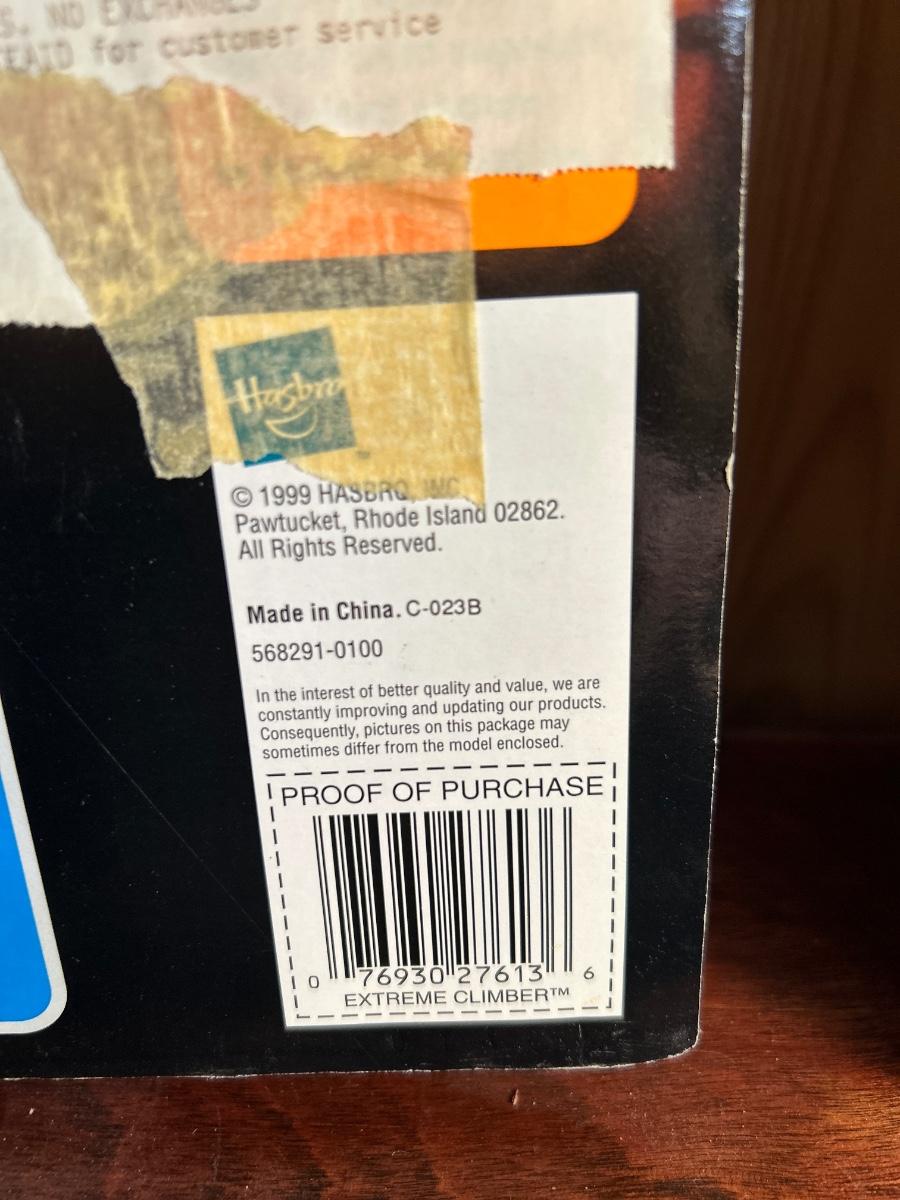 S, NO EXCHANGES
EAID for customer service
Hasbro
© 1999 HASBRO, INC.
Pawtucket, Rhode Island 02862.
All Rights Reserved.
Made in China. C-023B
568291-0100
In the interest of better quality and value, we are
constantly improving and updating our products.
Consequently, pictures on this package may
sometimes differ from the model enclosed.
PROOF OF PURCHASE
0 76930 27613 6
EXTREME CLIMBER™